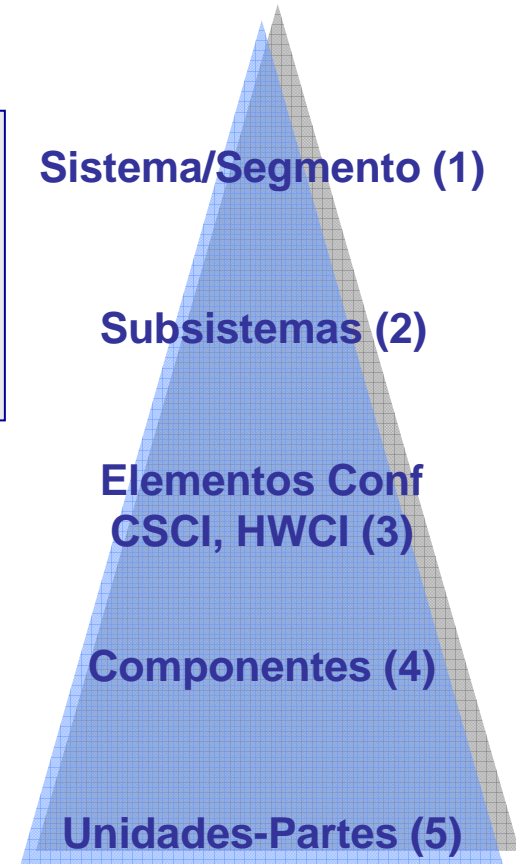 Sistema/Segmento (1)
Subsistemas (2)
Elementos Conf
CSCI, HWCI (3)
Componentes (4)
Unidades-Partes (5)